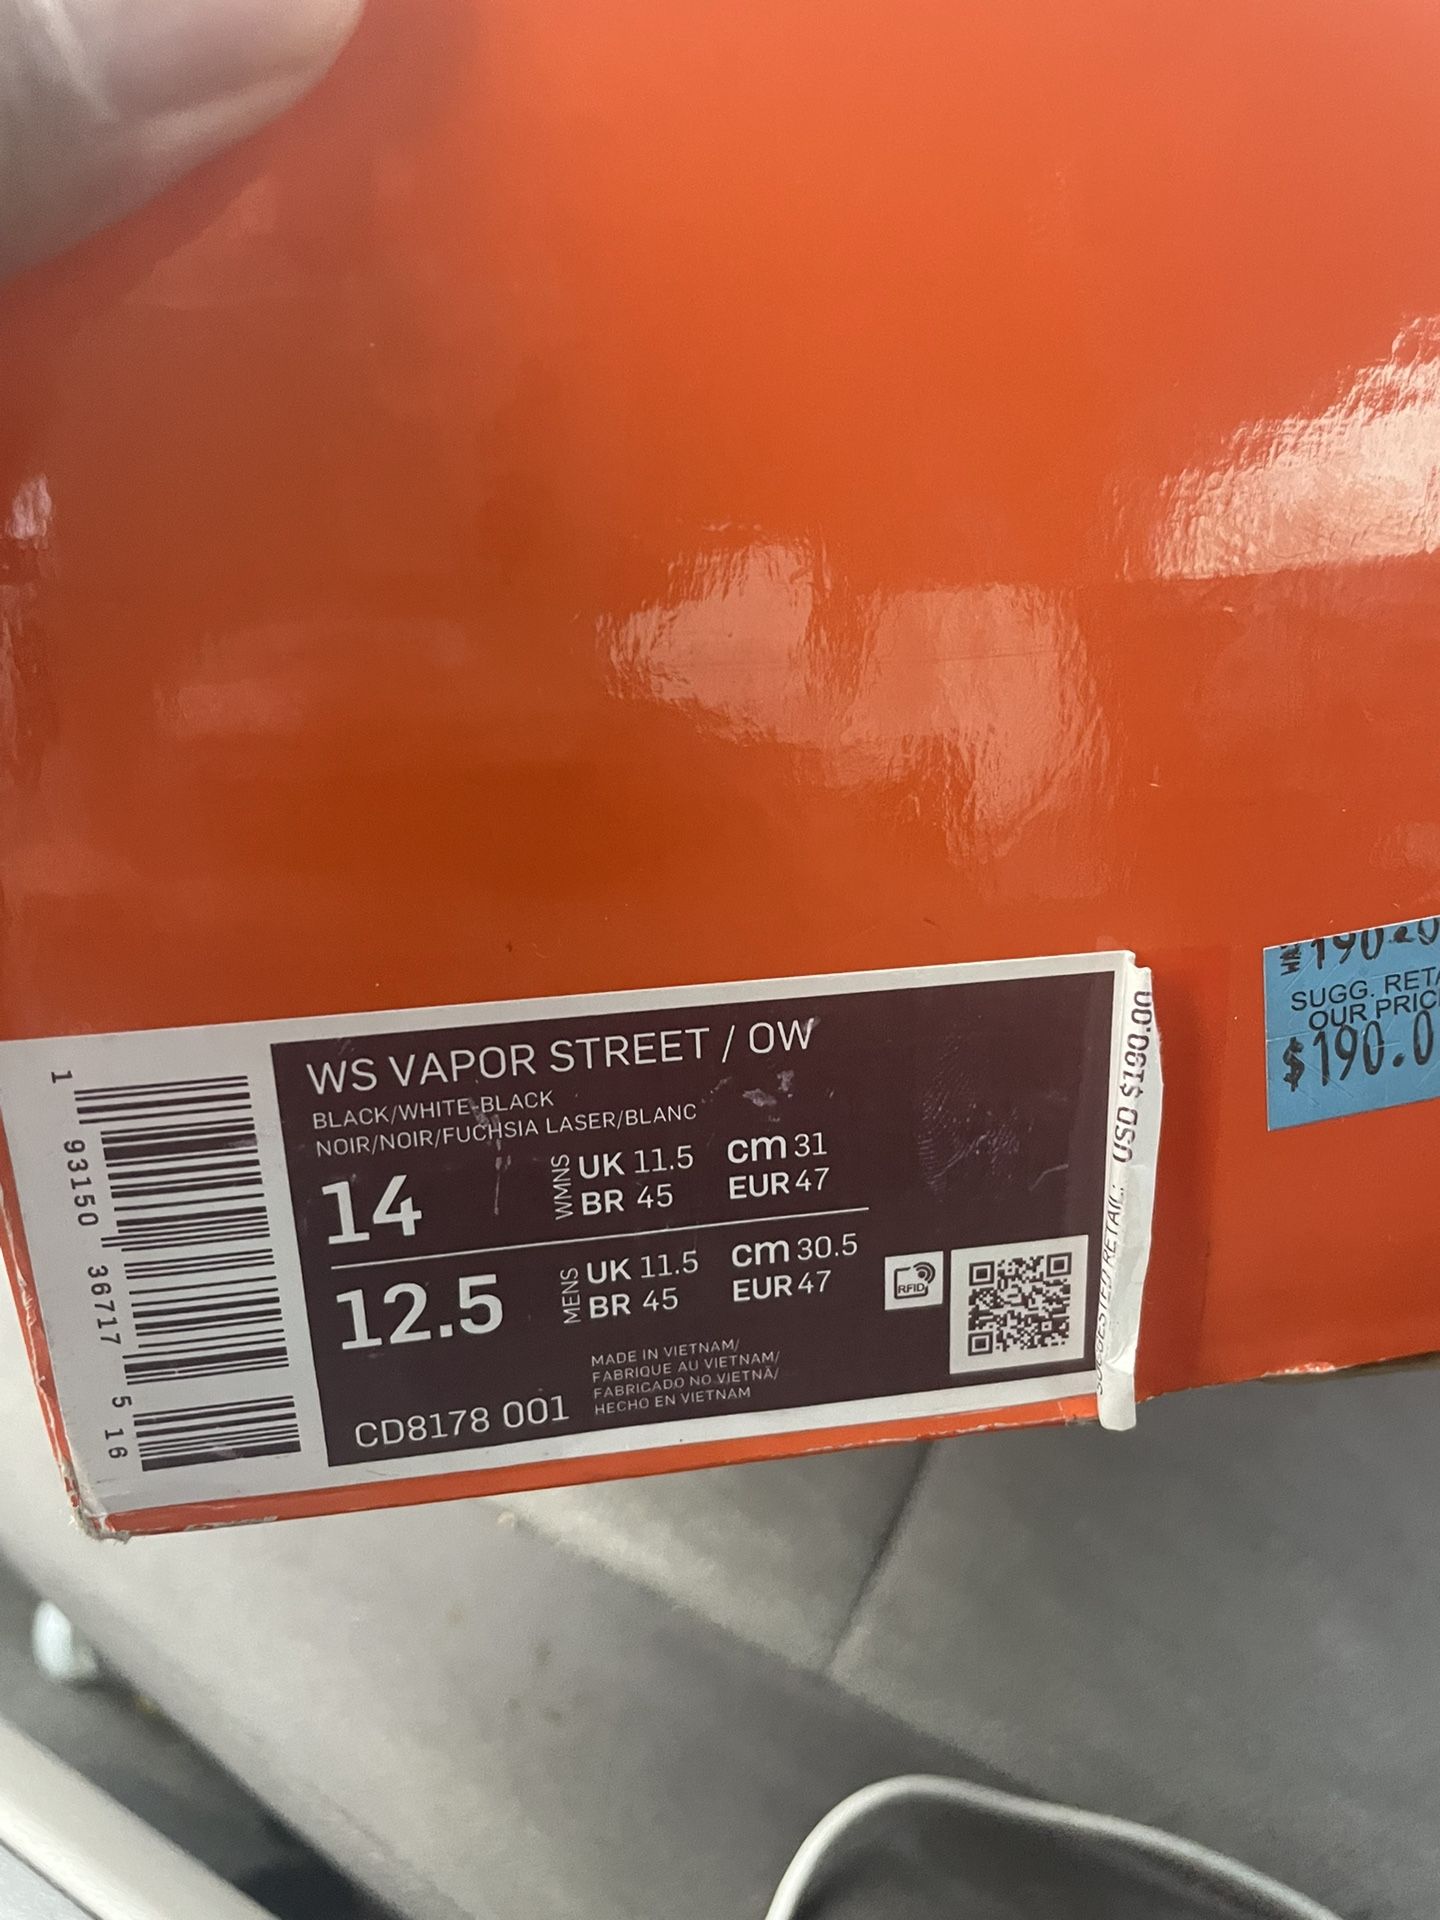 WS VAPOR STREET / OW
BLACK/WHITE-BLACK
NOIR/NOIR/FUCHSIA LASER/BLANC
14 WMNS UK 11.5 cm 31
BR 45 EUR 47
12.5 MENS UK 11.5 cm 30.5
BR 45 EUR 47
RFID
MADE IN VIETNAM/
FABRIQUE AU VIETNAM/
FABRICADO NO VIETNÃ/
HECHO EN VIETNAM
CD8178 001
1 93150 36717 5 16
SUGGESTED RETAIL: USD $190.00
SUGG. RETA
OUR PRIC
$190.0